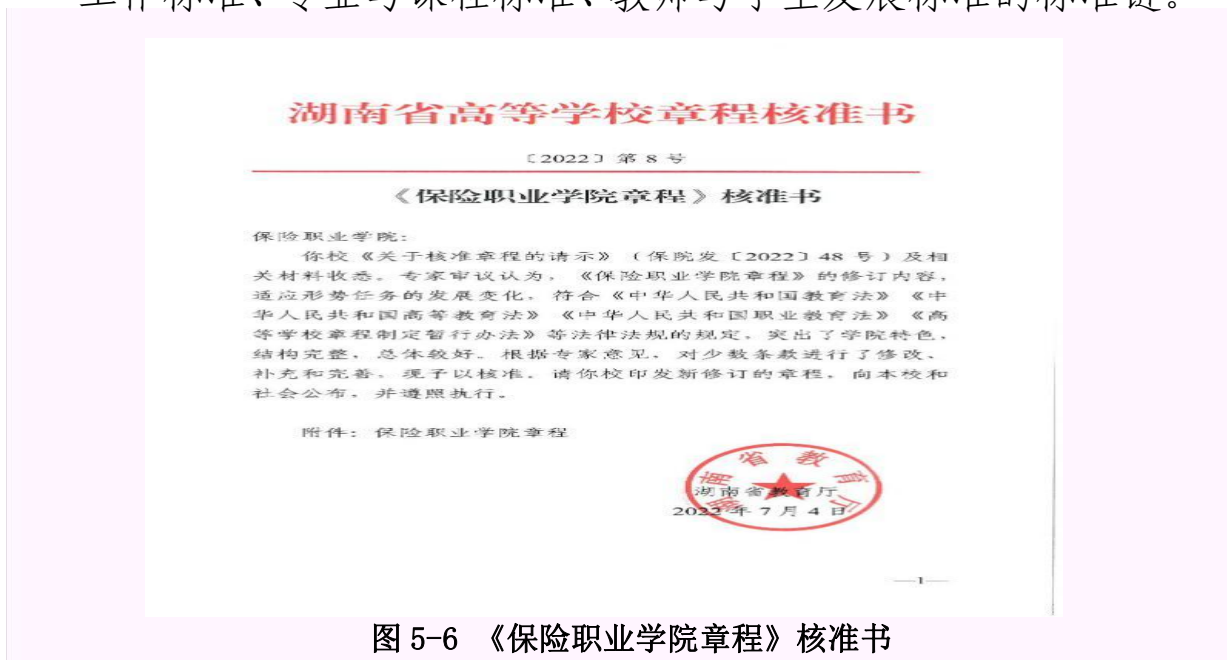 工作标准、专业与课程标准、教师与学生发展标准的标准链。
湖南省高等学校章程核准书
〔2022〕第 8 号
《保险职业学院章程》核准书
保险职业学院：
你校《关于核准章程的请示》（保院发〔2022〕48 号）及相
关材料收悉。专家审议认为，《保险职业学院章程》的修订内容，
适应形势任务的发展变化，符合《中华人民共和国教育法》《中
华人民共和国高等教育法》《中华人民共和国职业教育法》《高
等学校章程制定暂行办法》等法律法规的规定，突出了学院特色，
结构完整，总体较好。根据专家意见，对少数条款进行了修改、
补充和完善，现予以核准。请你校印发新修订的章程，向本校和
社会公布，并遵照执行。
附件：保险职业学院章程
湖南省教育厅
湖南省教育厅
2022 年 7 月 4 日
—1—
图 5-6 《保险职业学院章程》核准书